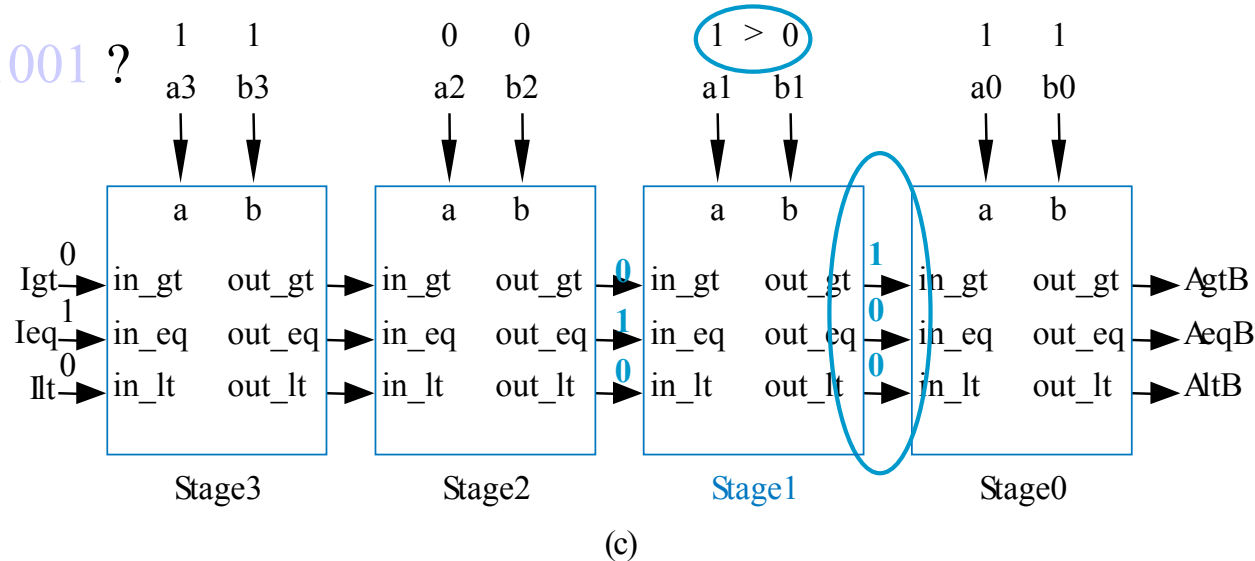 1 1 0 0 1 > 0 1 1
001 ?
a3 b3 a2 b2 a1 b1 a0 b0
a b a b a b a b
0 0 1
Igt in_gt out_gt in_gt out_gt in_gt out_gt in_gt out_gt AgtB
1 1 0
Ieq in_eq out_eq in_eq out_eq in_eq out_eq in_eq out_eq AeqB
0 0 0
Ilt in_lt out_lt in_lt out_lt in_lt out_lt in_lt out_lt AltB
Stage3 Stage2 Stage1 Stage0
(c)